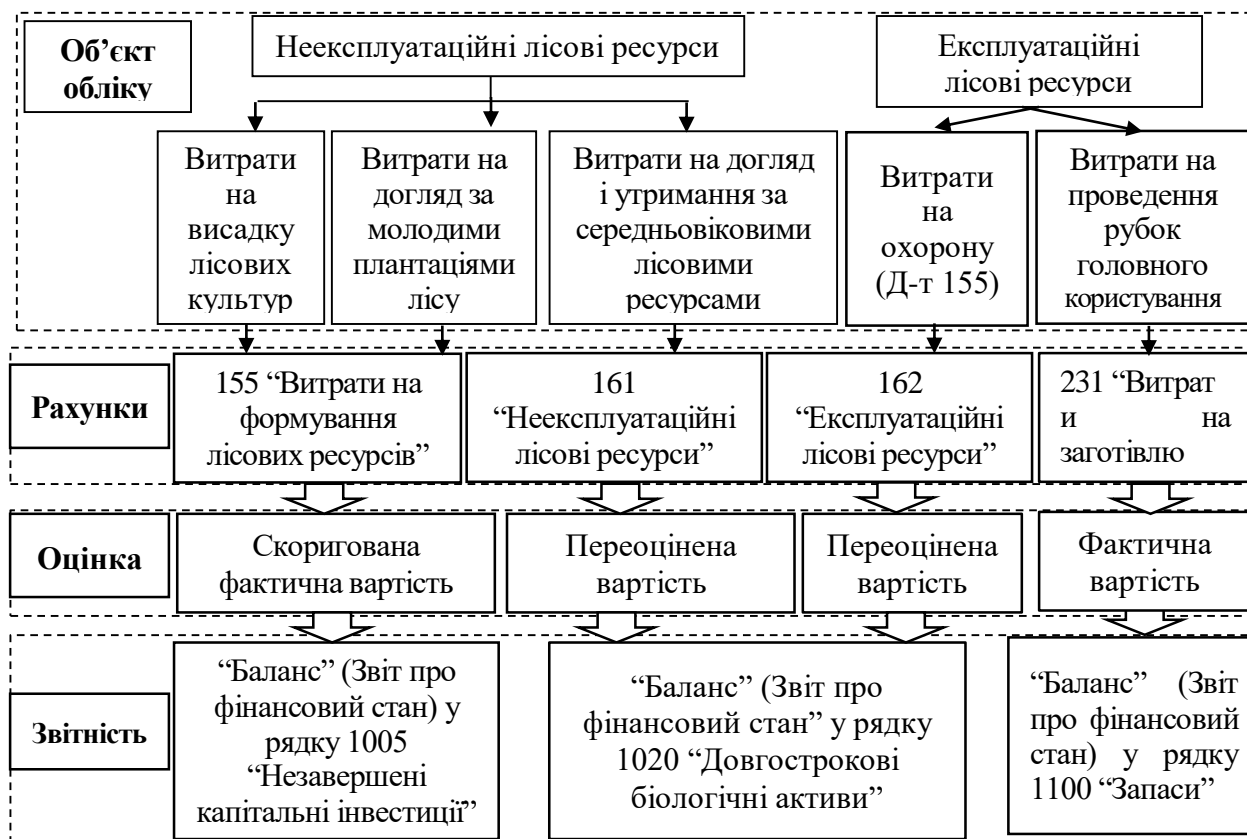 Об’єкт
обліку
Неексплуатаційні лісові ресурси
Експлуатаційні
лісові ресурси
Витрати
на
висадку
лісових
культур
Витрати на
догляд за
молодими
плантаціями
лісу
Витрати на догляд
і утримання за
середньовіковими
лісовими
ресурсами
Витрати
на
охорону
(Д-т 155)
Витрати на
проведення
рубок
головного
користування
Рахунки
155 “Витрати на
формування
лісових ресурсів”
161
“Неексплуатаційні
лісові ресурси”
162
“Експлуатаційні
лісові ресурси”
231 “Витрат
и на
заготівлю
Оцінка
Скоригована
фактична вартість
Переоцінена
вартість
Переоцінена
вартість
Фактична
вартість
Звітність
“Баланс” (Звіт про
фінансовий стан) у
рядку 1005
“Незавершені
капітальні інвестиції”
“Баланс” (Звіт про
фінансовий стан” у рядку
1020 “Довгострокові
біологічні активи”
“Баланс” (Звіт
про фінансовий
стан) у рядку
1100 “Запаси”